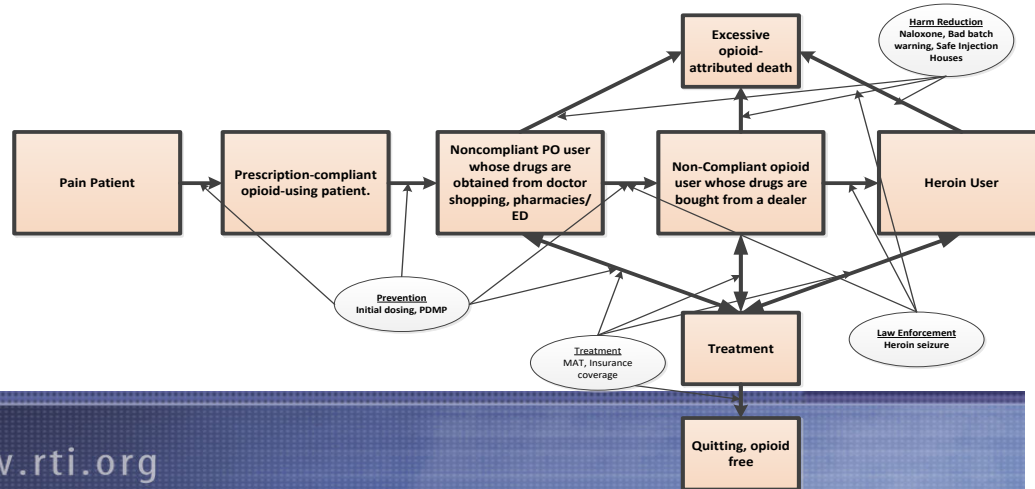 Excessive
opioid-
attributed death
Harm Reduction
Naloxone, Bad batch
warning, Safe Injection
Houses
Pain Patient
Prescription-compliant
opioid-using patient.
Noncompliant PO user
whose drugs are
obtained from doctor
shopping, pharmacies/
ED
Non-Compliant opioid
user whose drugs are
bought from a dealer
Heroin User
Prevention
Initial dosing, PDMP
Treatment
MAT, Insurance
coverage
Treatment
Law Enforcement
Heroin seizure
Quitting, opioid
free
.rti.org